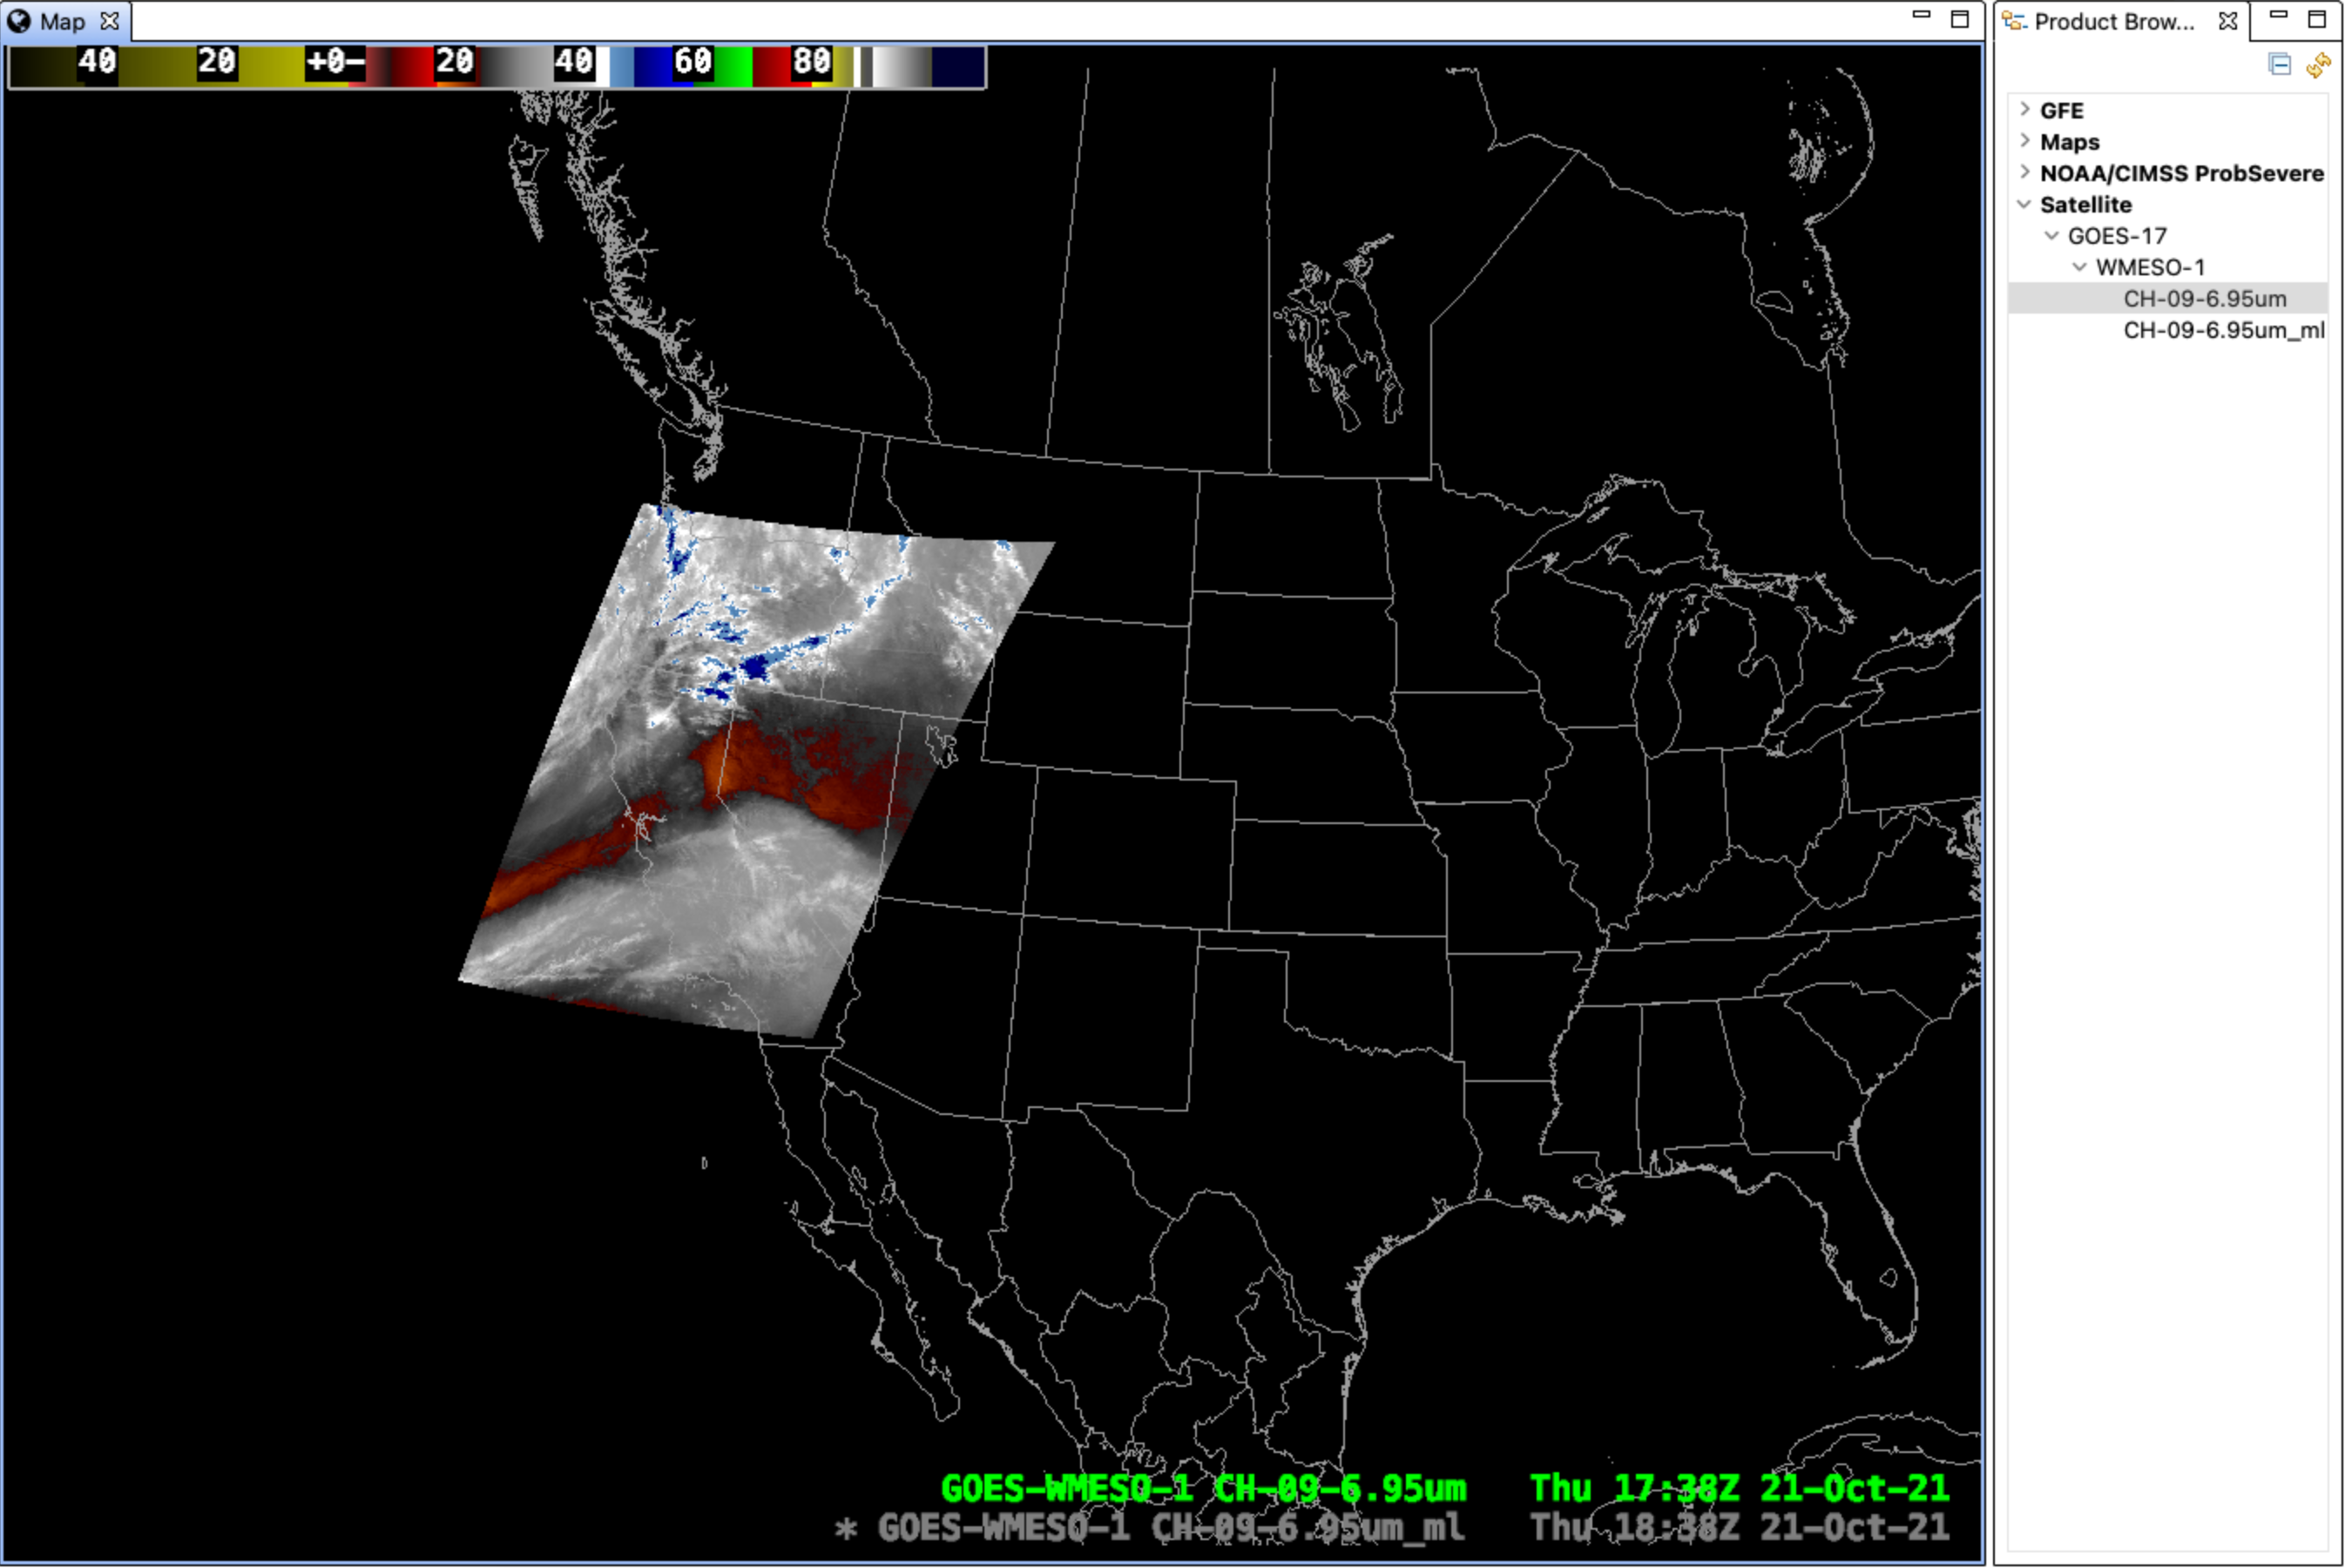 Map
Product Brow...
40 20 +0− 20 40 60 80
GFE
Maps
NOAA/CIMSS ProbSevere
Satellite
GOES-17
WMESO-1
CH-09-6.95um
CH-09-6.95um_ml
GOES−WMESO−1 CH−09−6.95um Thu 17:38Z 21−Oct−21
* GOES−WMESO−1 CH−09−6.95um_ml Thu 18:38Z 21−Oct−21